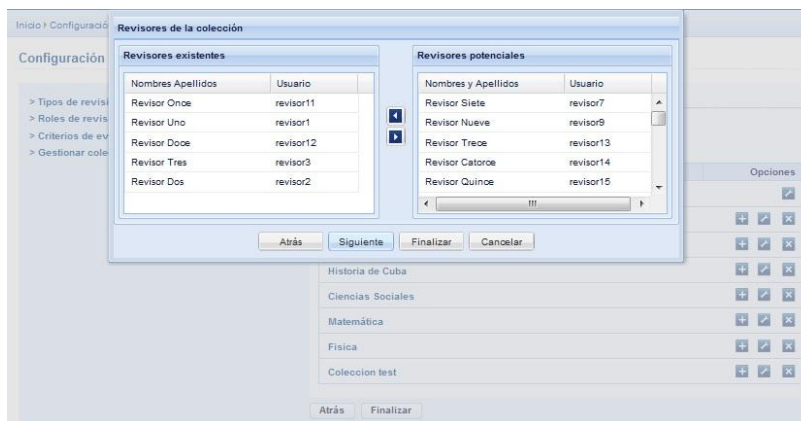 Inicio Configuració
Configuración
> Tipos de revisi
> Roles de revis
> Criterios de ev
> Gestionar cole
Revisores de la colección
Revisores existentes
Nombres Apellidos Usuario
Revisor Once revisor11
Revisor Uno revisor1
Revisor Doce revisor12
Revisor Tres revisor3
Revisor Dos revisor2
Revisores potenciales
Nombres y Apellidos Usuario
Revisor Siete revisor7
Revisor Nueve revisor9
Revisor Trece revisor13
Revisor Catorce revisor14
Revisor Quince revisor15
Atrás Siguiente Finalizar Cancelar
Opciones
Historia de Cuba
Ciencias Sociales
Matemática
Física
Coleccion test
Atrás Finalizar